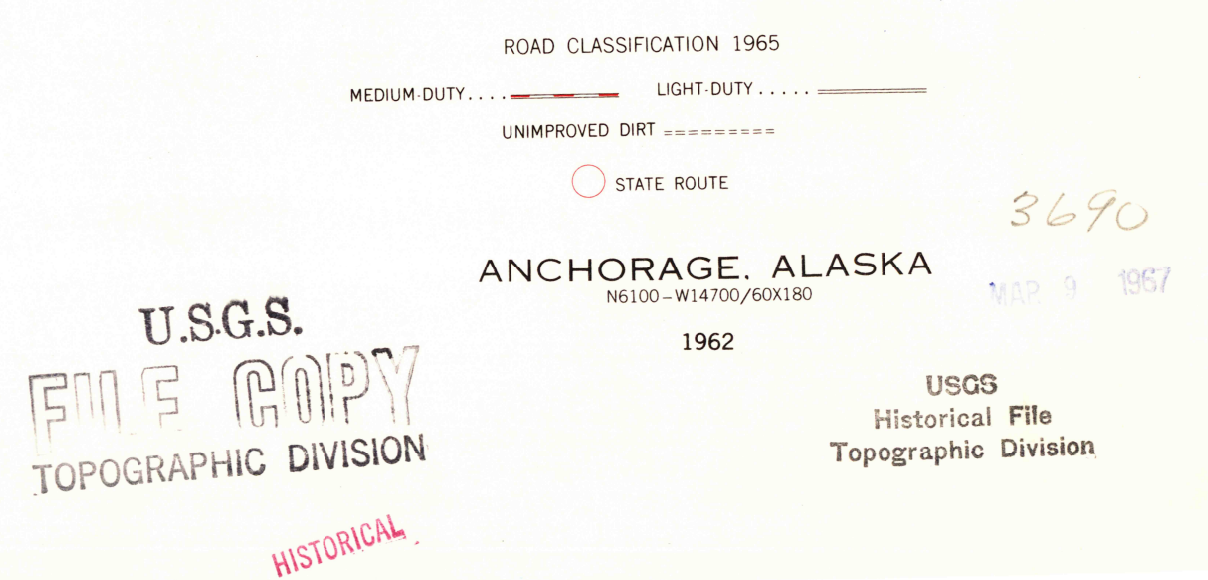 ROAD CLASSIFICATION 1965
MEDIUM-DUTY.... LIGHT-DUTY.....
UNIMPROVED DIRT =========
STATE ROUTE
3690
ANCHORAGE, ALASKA
N6100-W14700/60X180
MAR 9 1967
1962
U.S.G.S.
FILE COPY
TOPOGRAPHIC DIVISION
USGS
Historical File
Topographic Division
HISTORICAL